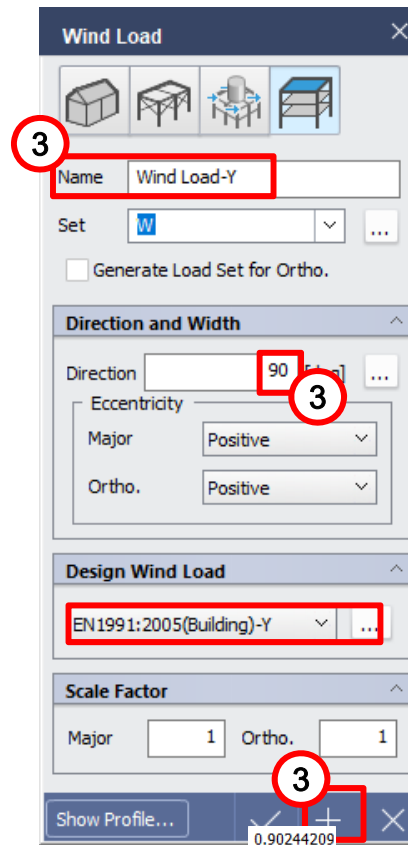 Wind Load
3
Name Wind Load-Y
Set W ...
Generate Load Set for Ortho.
Direction and Width
Direction 90 ...
3
Eccentricity
Major Positive
Ortho. Positive
Design Wind Load
EN1991:2005(Building)-Y ...
Scale Factor
Major 1 Ortho. 1
3
Show Profile...
0.90244209